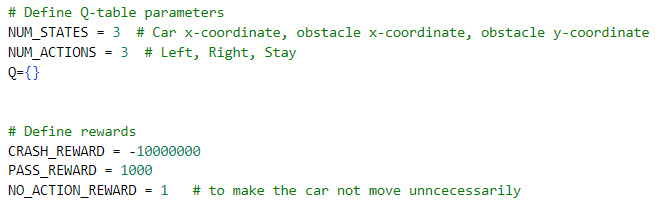 # Define Q-table parameters
NUM_STATES = 3  # Car x-coordinate, obstacle x-coordinate, obstacle y-coordinate
NUM_ACTIONS = 3  # Left, Right, Stay
Q={}
# Define rewards
CRASH_REWARD = -10000000
PASS_REWARD = 1000
NO_ACTION_REWARD = 1   # to make the car not move unncecessarily